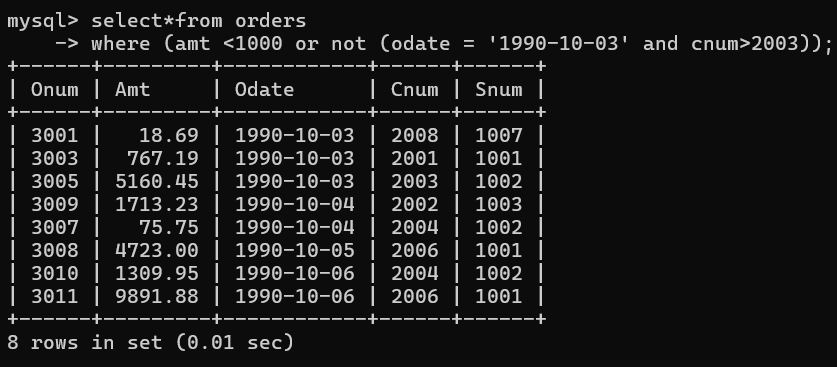 mysql> select*from orders
    -> where (amt <1000 or not (odate = '1990-10-03' and cnum>2003));
+------+---------+------------+------+------+
| Onum | Amt     | Odate      | Cnum | Snum |
+------+---------+------------+------+------+
| 3001 |   18.69 | 1990-10-03 | 2008 | 1007 |
| 3003 |  767.19 | 1990-10-03 | 2001 | 1001 |
| 3005 | 5160.45 | 1990-10-03 | 2003 | 1002 |
| 3009 | 1713.23 | 1990-10-04 | 2002 | 1003 |
| 3007 |   75.75 | 1990-10-04 | 2004 | 1002 |
| 3008 | 4723.00 | 1990-10-05 | 2006 | 1001 |
| 3010 | 1309.95 | 1990-10-06 | 2004 | 1002 |
| 3011 | 9891.88 | 1990-10-06 | 2006 | 1001 |
+------+---------+------------+------+------+
8 rows in set (0.01 sec)